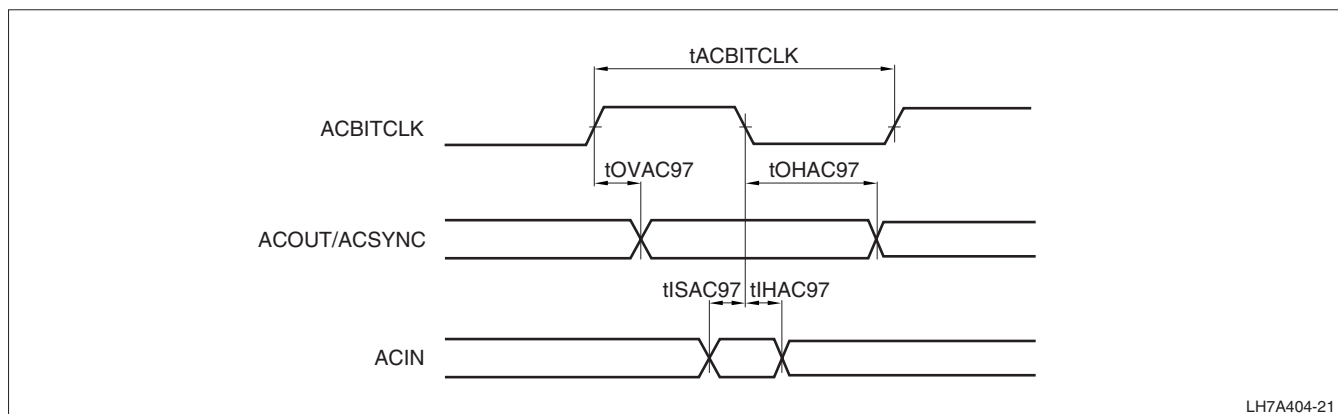 tACBITCLK
ACBITCLK
tOVAC97 tOHAC97
ACOUT/ACSYNC
tISAC97 tIHAC97
ACIN
LH7A404-21